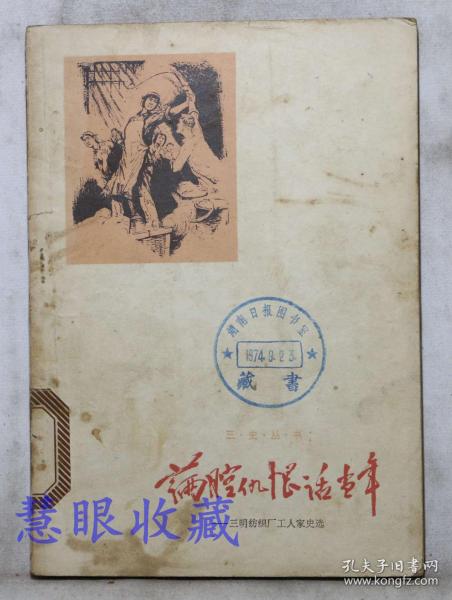 湖南日报图书室
1974.9.23.
藏書
三·史·丛·书
满腔仇恨话当年
——三明纺织厂工人家史选
慧眼收藏
孔夫子旧书网
https://book.kongfz.com/